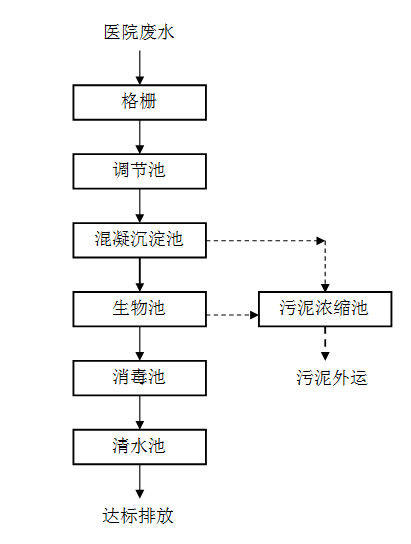 医院废水
格栅
调节池
混凝沉淀池
生物池
污泥浓缩池
消毒池
污泥外运
清水池
达标排放